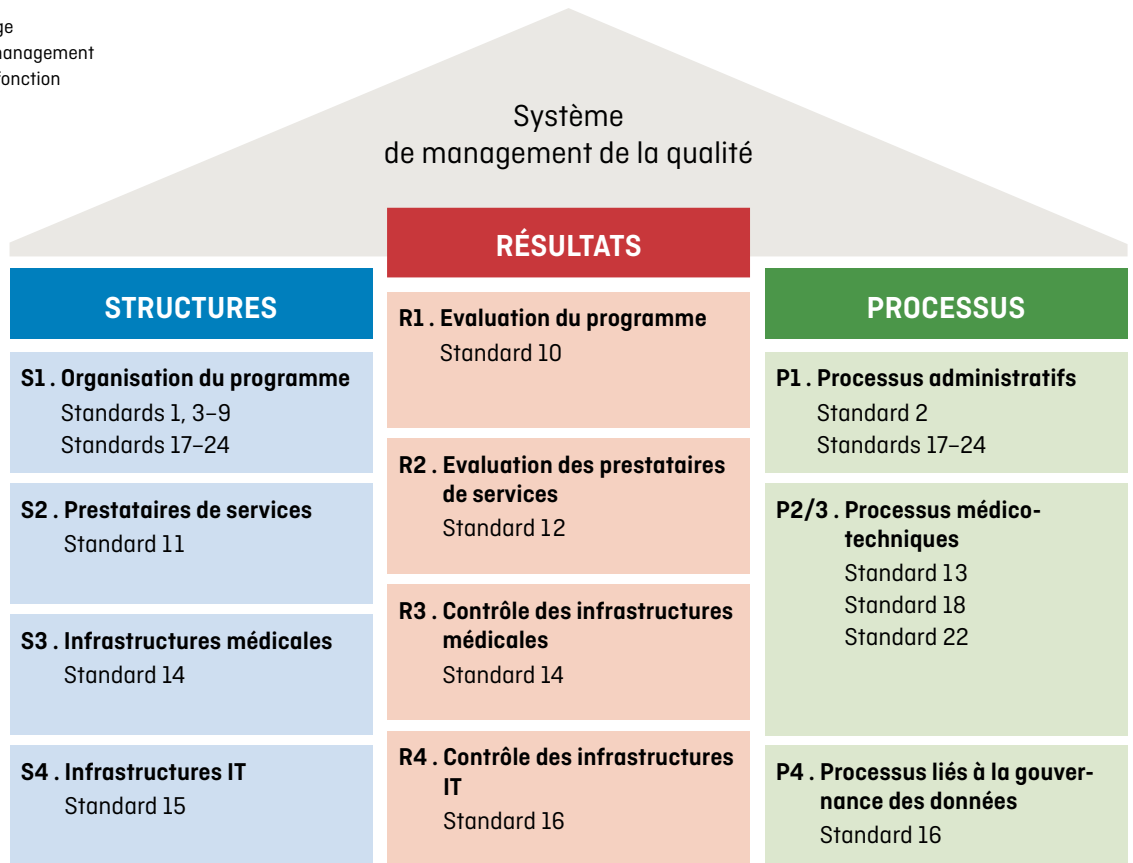 ge
management
fonction
Système
de management de la qualité
RÉSULTATS
STRUCTURES
PROCESSUS
S1 . Organisation du programme
Standards 1, 3–9
Standards 17–24
S2 . Prestataires de services
Standard 11
S3 . Infrastructures médicales
Standard 14
S4 . Infrastructures IT
Standard 15
R1 . Evaluation du programme
Standard 10
R2 . Evaluation des prestataires
de services
Standard 12
R3 . Contrôle des infrastructures
médicales
Standard 14
R4 . Contrôle des infrastructures
IT
Standard 16
P1 . Processus administratifs
Standard 2
Standards 17–24
P2/3 . Processus médico-
techniques
Standard 13
Standard 18
Standard 22
P4 . Processus liés à la gouver-
nance des données
Standard 16